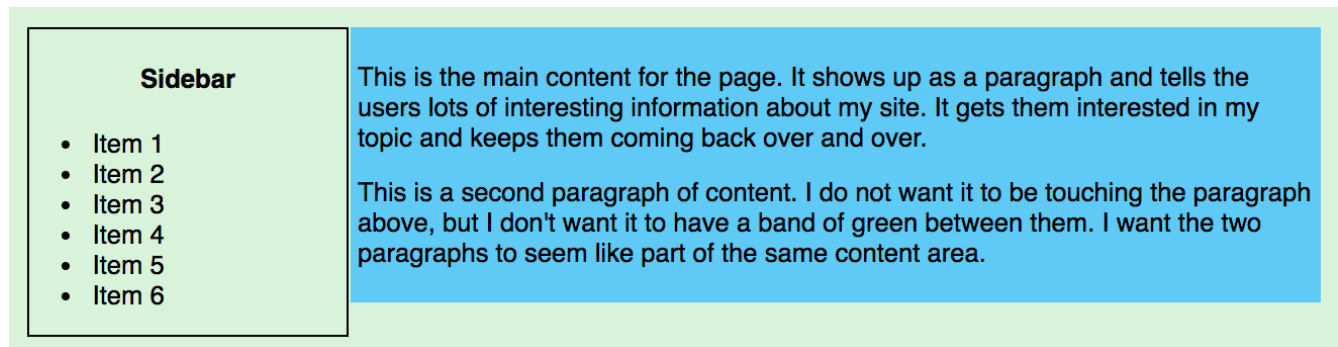 Sidebar
• Item 1
• Item 2
• Item 3
• Item 4
• Item 5
• Item 6
This is the main content for the page. It shows up as a paragraph and tells the
users lots of interesting information about my site. It gets them interested in my
topic and keeps them coming back over and over.
This is a second paragraph of content. I do not want it to be touching the paragraph
above, but I don't want it to have a band of green between them. I want the two
paragraphs to seem like part of the same content area.